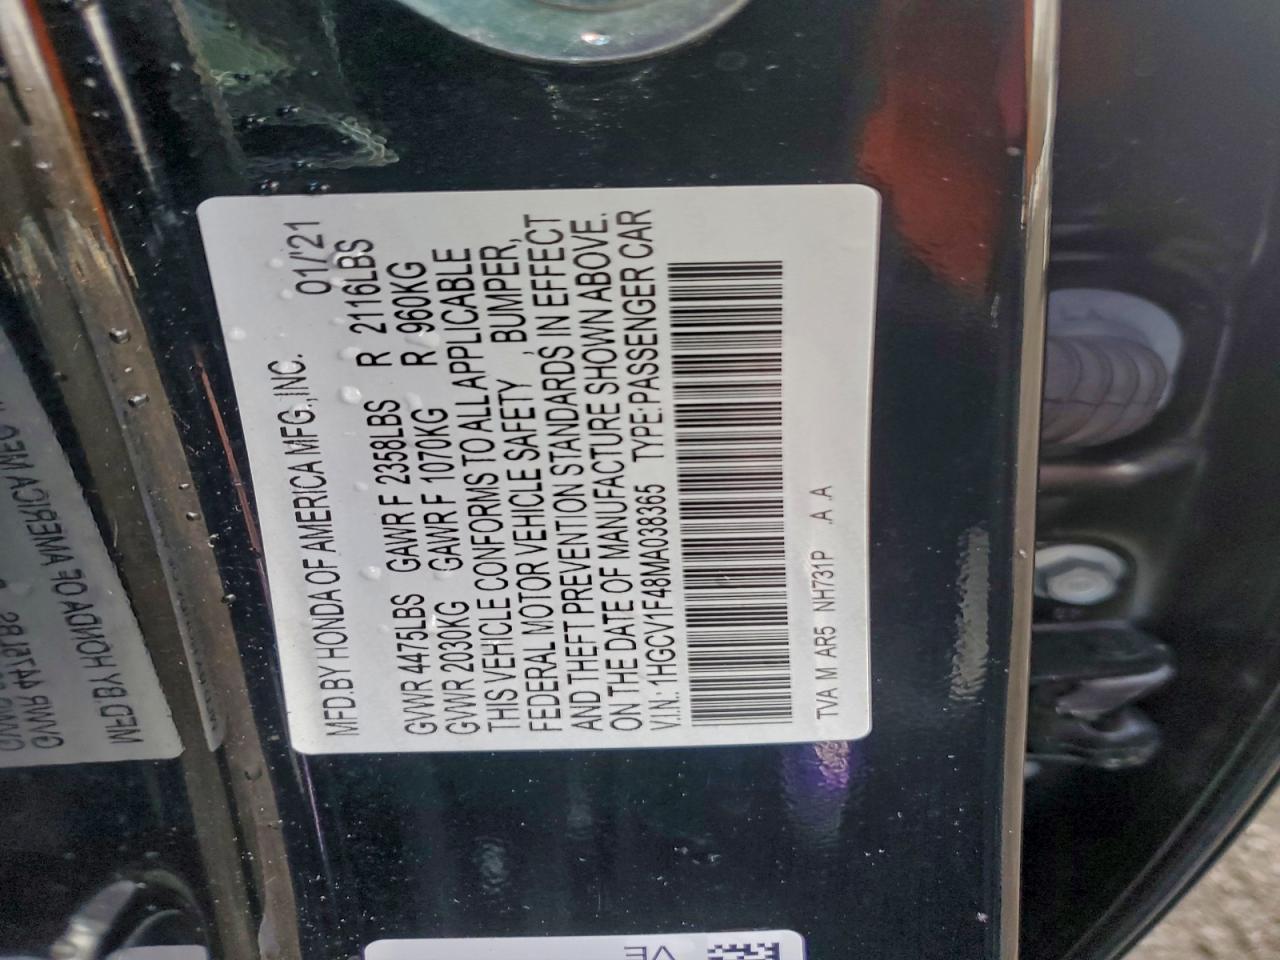 MFD.BY HONDA OF AMERICA MFG.,INC. 01/'21
GVWR 4475LBS GAWR F 2358LBS R 2116LBS
GVWR 2030KG GAWR F 1070KG R 960KG
THIS VEHICLE CONFORMS TO ALL APPLICABLE
FEDERAL MOTOR VEHICLE SAFETY , BUMPER,
AND THEFT PREVENTION STANDARDS IN EFFECT
ON THE DATE OF MANUFACTURE SHOWN ABOVE.
V.I.N.: 1HGCV1F48MA038365 TYPE:PASSENGER CAR
TVA M AR5 NH731P A A
VE